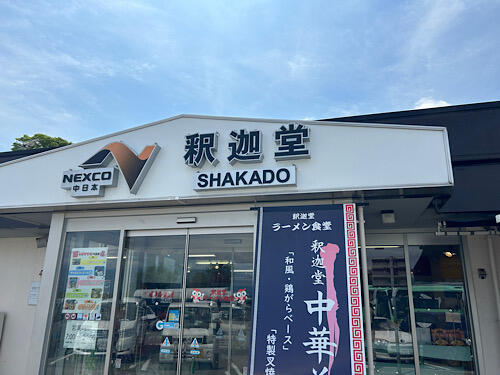 NEXCO
中日本
釈迦堂
SHAKADO
釈迦堂
ラーメン食堂
釈迦堂
中華
「和風・鶏がらベース」
「特製叉焼